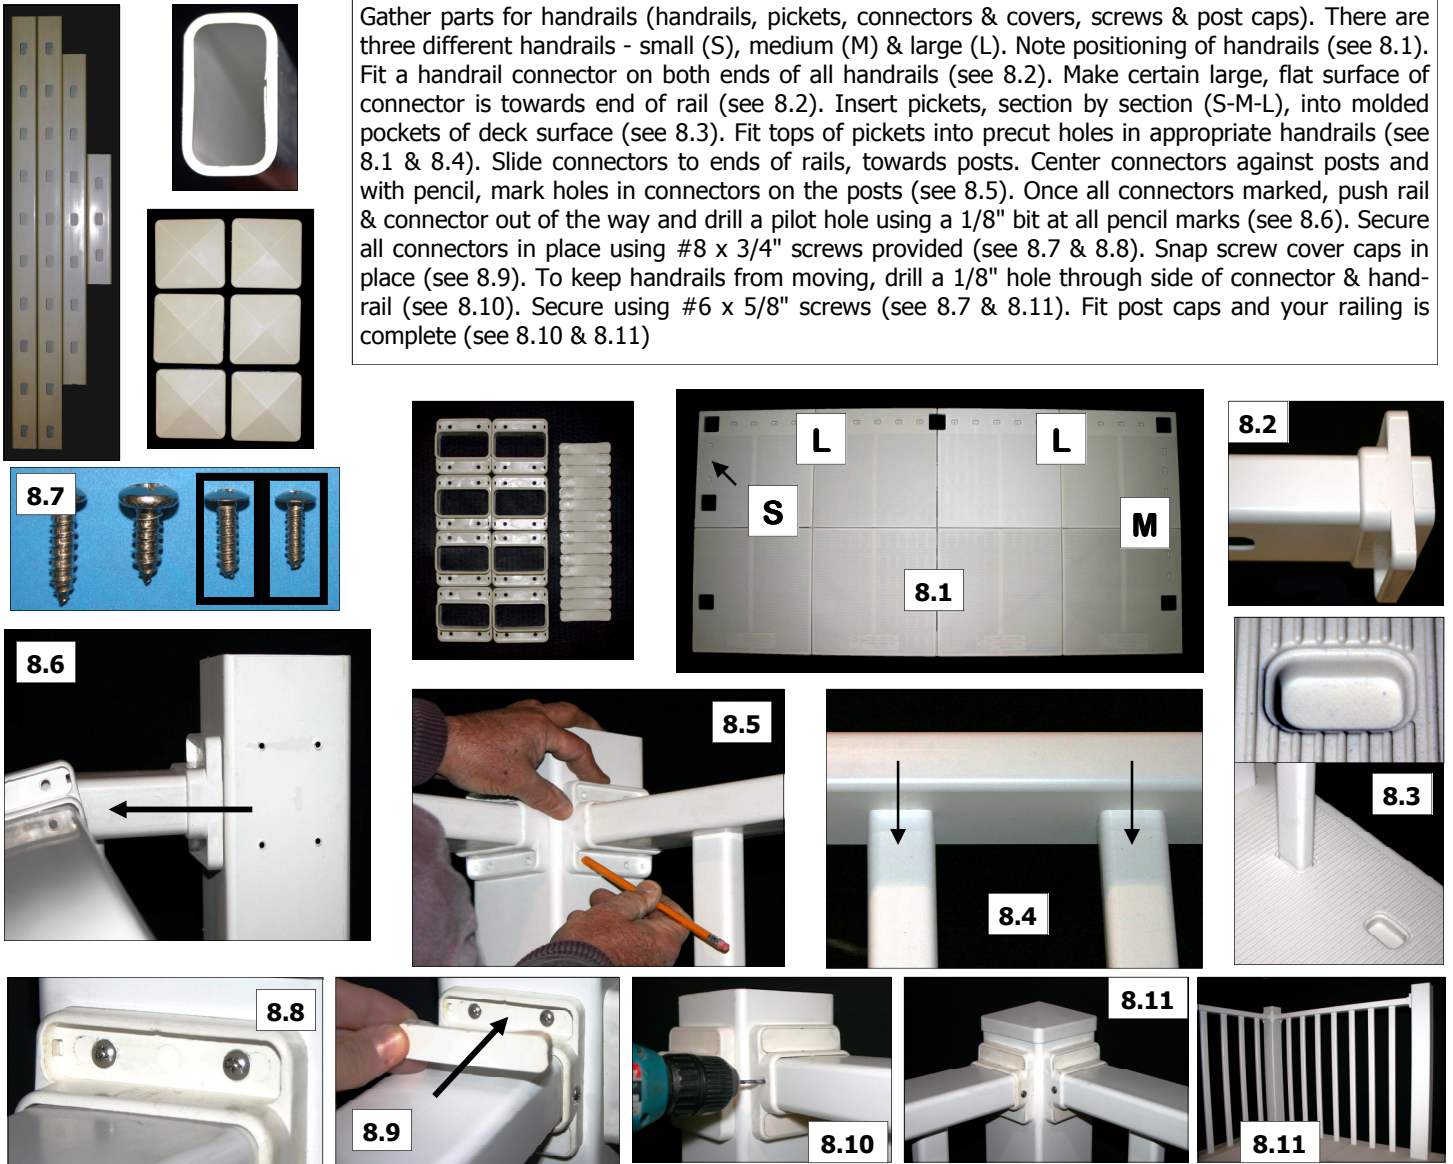 Gather parts for handrails (handrails, pickets, connectors & covers, screws & post caps). There are
three different handrails - small (S), medium (M) & large (L). Note positioning of handrails (see 8.1).
Fit a handrail connector on both ends of all handrails (see 8.2). Make certain large, flat surface of
connector is towards end of rail (see 8.2). Insert pickets, section by section (S-M-L), into molded
pockets of deck surface (see 8.3). Fit tops of pickets into precut holes in appropriate handrails (see
8.1 & 8.4). Slide connectors to ends of rails, towards posts. Center connectors against posts and
with pencil, mark holes in connectors on the posts (see 8.5). Once all connectors marked, push rail
& connector out of the way and drill a pilot hole using a 1/8" bit at all pencil marks (see 8.6). Secure
all connectors in place using #8 x 3/4" screws provided (see 8.7 & 8.8). Snap screw cover caps in
place (see 8.9). To keep handrails from moving, drill a 1/8" hole through side of connector & hand-
rail (see 8.10). Secure using #6 x 5/8" screws (see 8.7 & 8.11). Fit post caps and your railing is
complete (see 8.10 & 8.11)
L
L
S
M
8.1
8.2
8.7
8.6
8.5
8.4
8.3
8.8
8.9
8.10
8.11
8.11